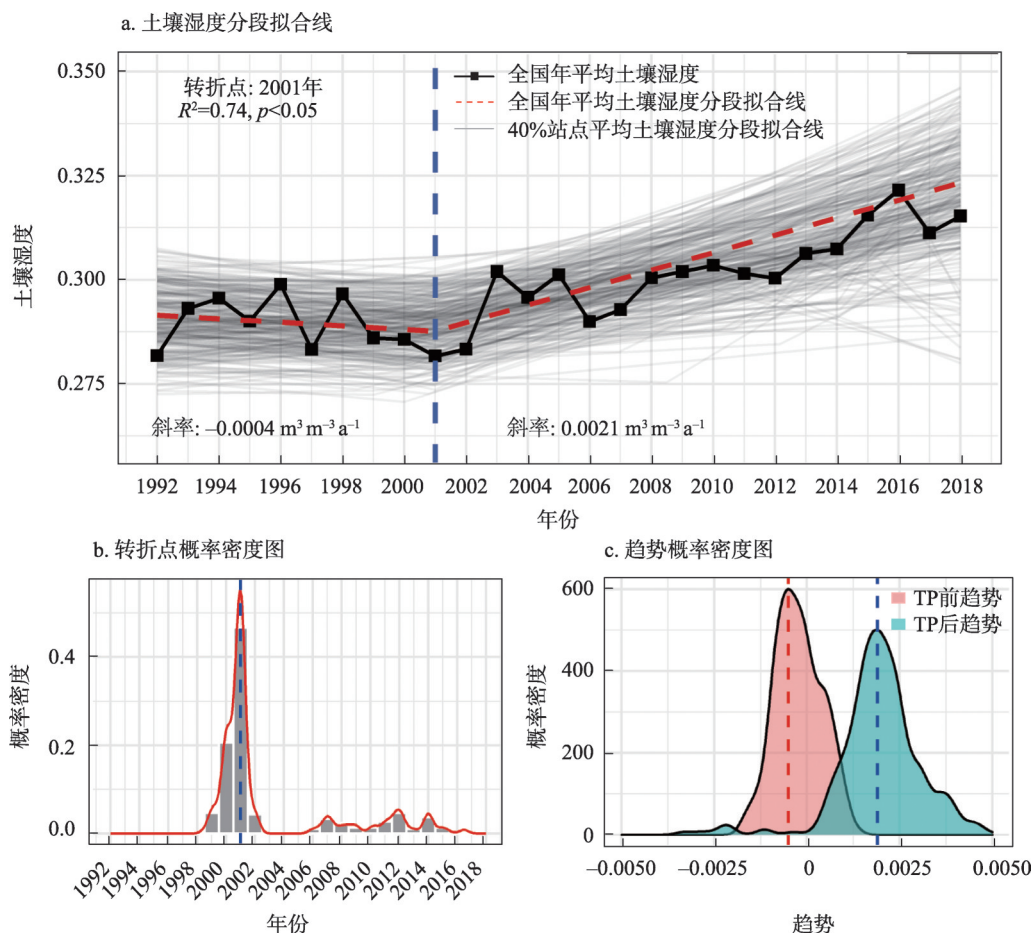 a. 土壤湿度分段拟合线
0.350
0.325
0.300
0.275
土壤湿度
转折点: 2001年
R²=0.74, p<0.05
全国年平均土壤湿度
全国年平均土壤湿度分段拟合线
40%站点平均土壤湿度分段拟合线
斜率: –0.0004 m³ m⁻³ a⁻¹
斜率: 0.0021 m³ m⁻³ a⁻¹
1992 1994 1996 1998 2000 2002 2004 2006 2008 2010 2012 2014 2016 2018
年份
b. 转折点概率密度图
0.4
0.2
0.0
概率密度
1992 1994 1996 1998 2000 2002 2004 2006 2008 2010 2012 2014 2016 2018
年份
c. 趋势概率密度图
600
400
200
0
概率密度
TP前趋势
TP后趋势
–0.0050 –0.0025 0 0.0025 0.0050
趋势